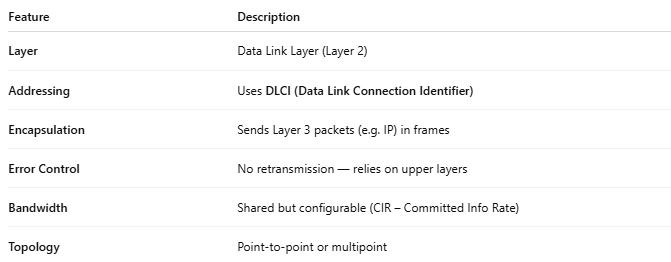 Feature Description
Layer Data Link Layer (Layer 2)
Addressing Uses DLCI (Data Link Connection Identifier)
Encapsulation Sends Layer 3 packets (e.g. IP) in frames
Error Control No retransmission — relies on upper layers
Bandwidth Shared but configurable (CIR – Committed Info Rate)
Topology Point-to-point or multipoint